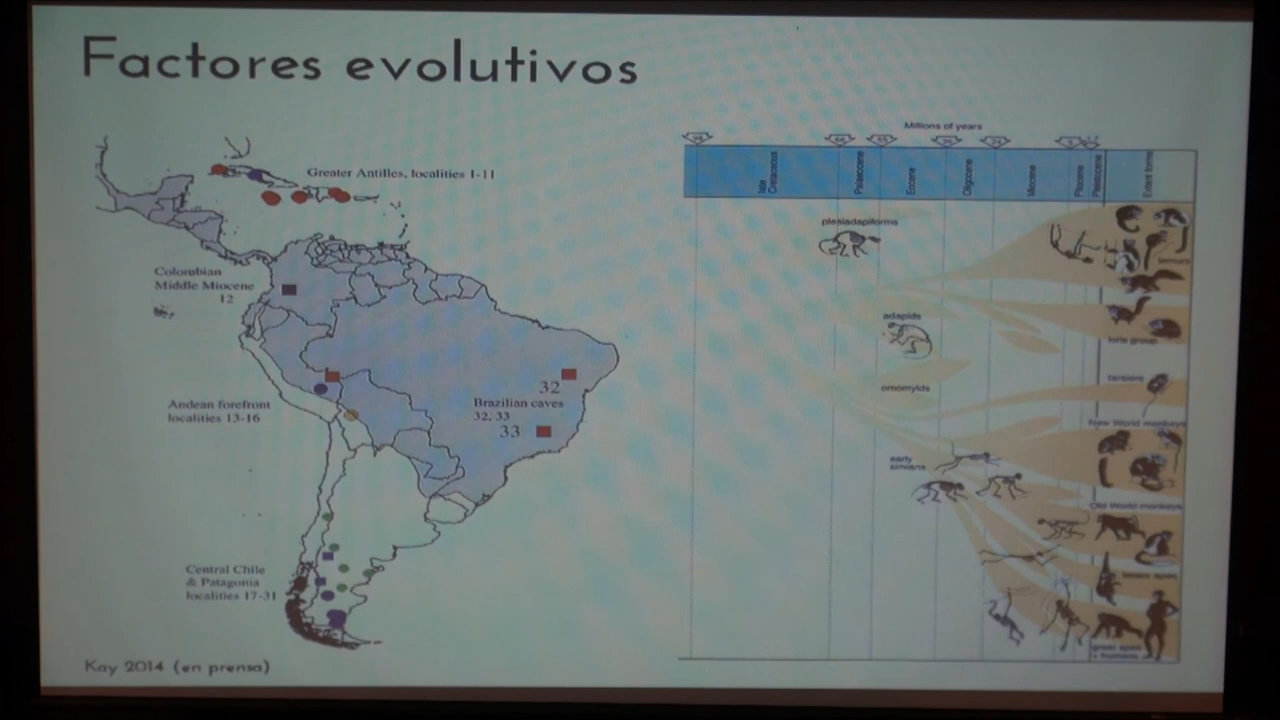 Factores evolutivos
Greater Antilles, localities 1-11
Colombian
Middle Miocene
12
Andean forefront
localities 13-16
32
Brazilian caves
32, 33
33
Central Chile
& Patagonia
localities 17-31
Kay 2014 (en prensa)
Millions of years
late
Cretaceous
Palaeocene
Eocene
Oligocene
Miocene
Pliocene
Pleistocene
plesiadapiforms
lemurs
adapids
loris group
tarsiers
omomyids
New World monkeys
early
simians
Old World monkeys
lesser apes
great apes
+ humans